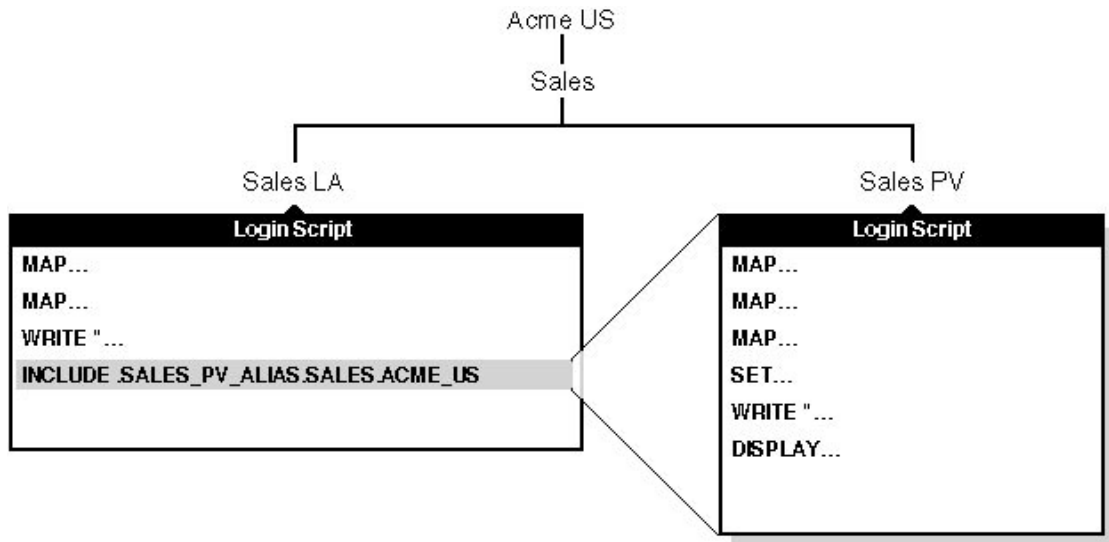 Acme US
Sales
Sales LA
Login Script
MAP...
MAP...
WRITE "...
INCLUDE .SALES_PV_ALIAS.SALES.ACME_US
Sales PV
Login Script
MAP...
MAP...
MAP...
SET...
WRITE "...
DISPLAY...